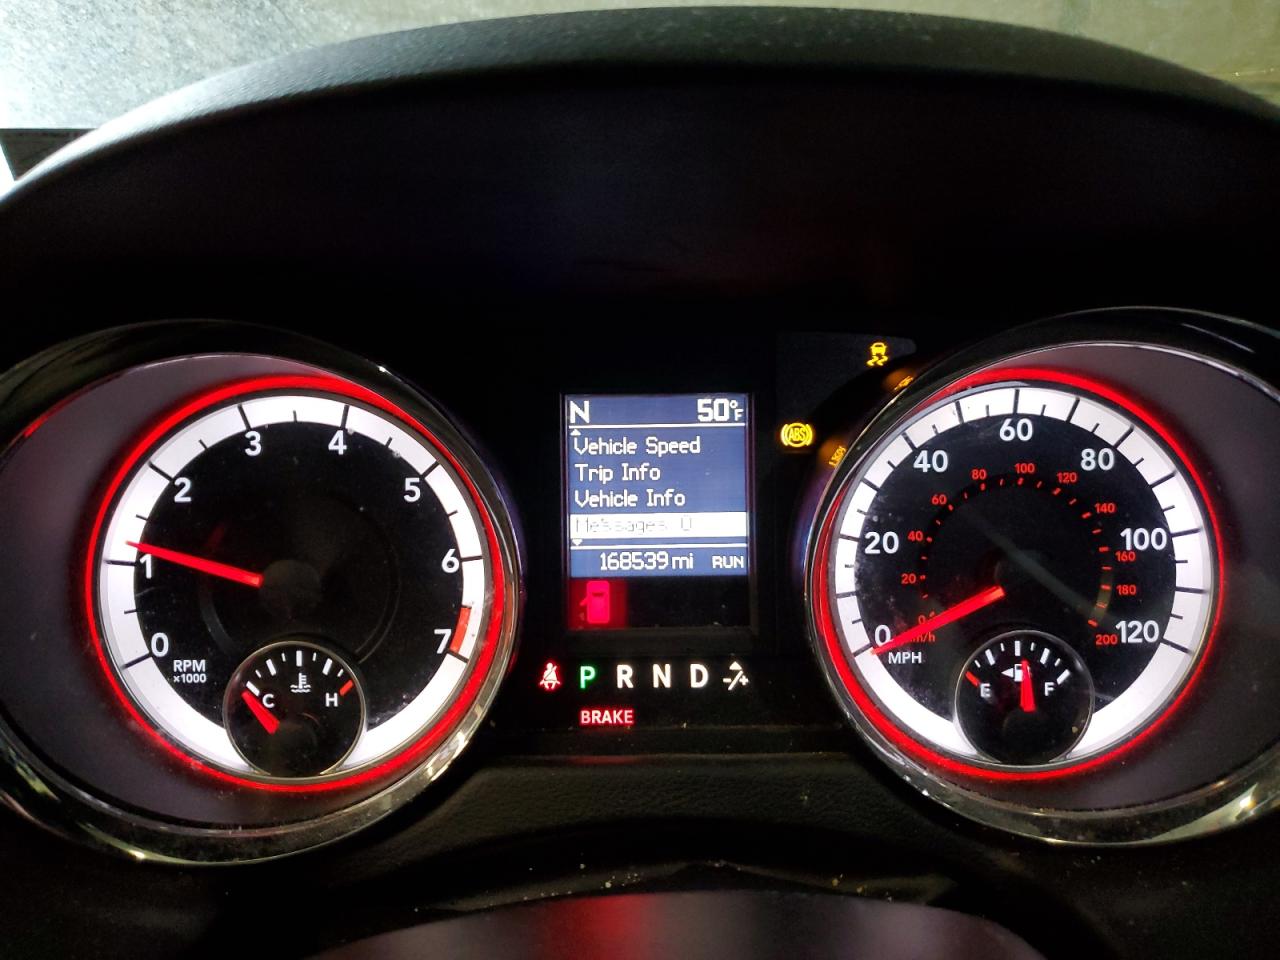 N 50°F
Vehicle Speed
Trip Info
Vehicle Info
Messages 0
168539 mi RUN
P R N D -/+
BRAKE
ABS
0 1 2 3 4 5 6 7
RPM
x1000
C H
0 20 40 60 80 100 120
MPH
20 40 60 80 100 120 140 160 180 200
E F